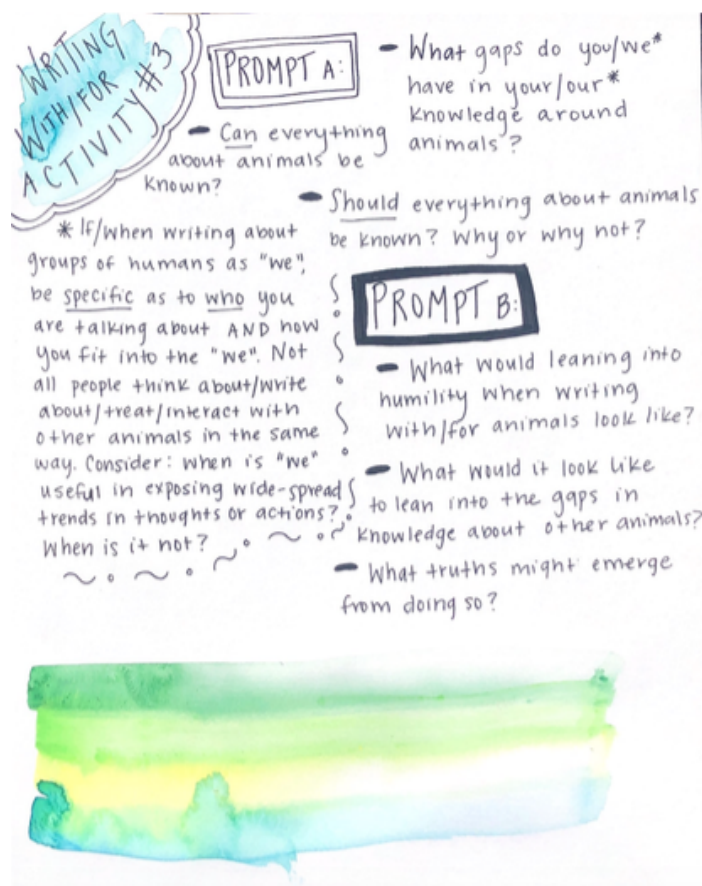 WRITING
WITH/FOR
ACTIVITY #3
PROMPT A:
- Can everything
about animals be
known?
- What gaps do you/we*
have in your/our*
knowledge around
animals?
- Should everything about animals
be known? Why or why not?
* If/when writing about
groups of humans as "we",
be specific as to who you
are talking about AND how
you fit into the "we". Not
all people think about/write
about/treat/interact with
other animals in the same
way. Consider: when is "we"
useful in exposing wide-spread
trends in thoughts or actions?
When is it not?
PROMPT B:
- What would leaning into
humility when writing
with/for animals look like?
- What would it look like
to lean into the gaps in
knowledge about other animals?
- What truths might emerge
from doing so?